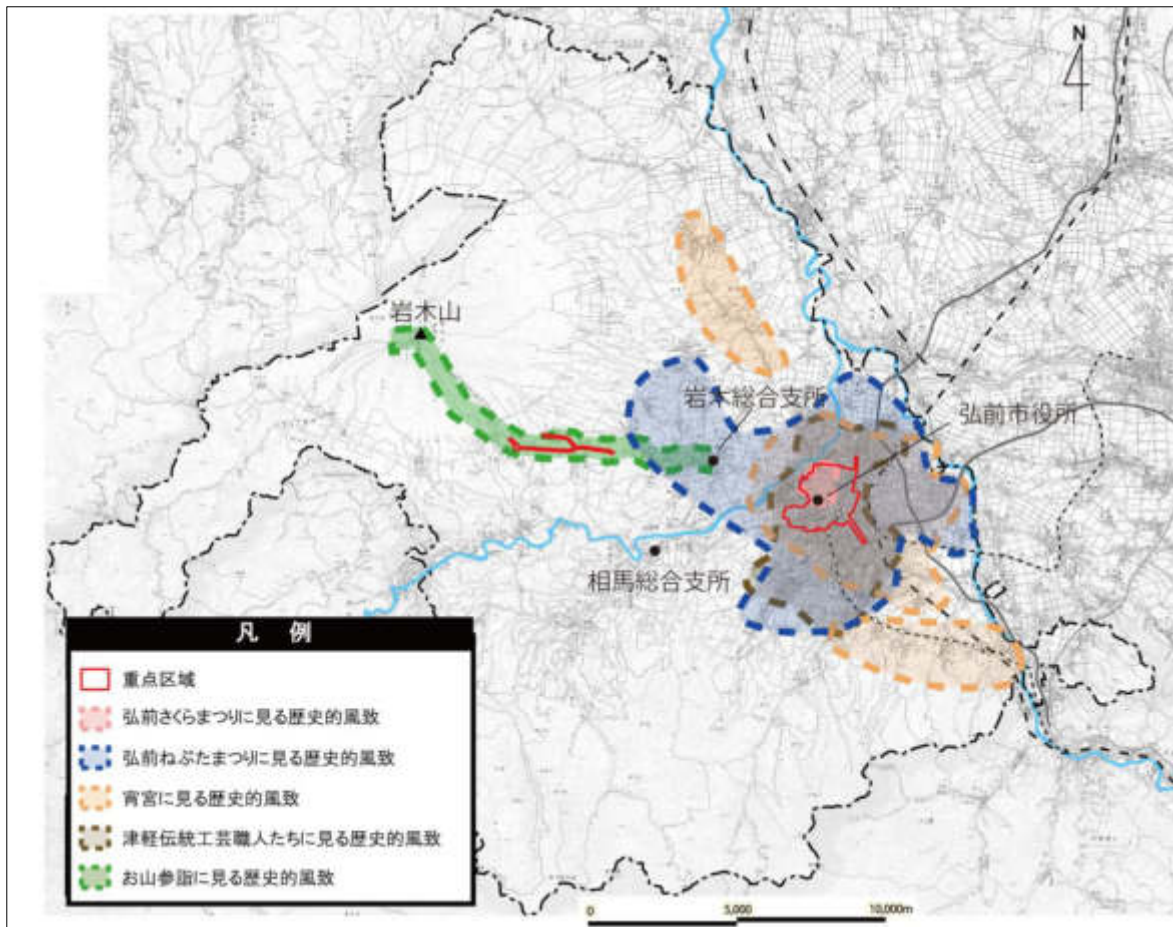 N
岩木山
岩木総合支所
弘前市役所
相馬総合支所
凡 例
重点区域
弘前さくらまつりに見る歴史的風致
弘前ねぷたまつりに見る歴史的風致
宵宮に見る歴史的風致
津軽伝統工芸職人たちに見る歴史的風致
お山参詣に見る歴史的風致
0 5,000 10,000m